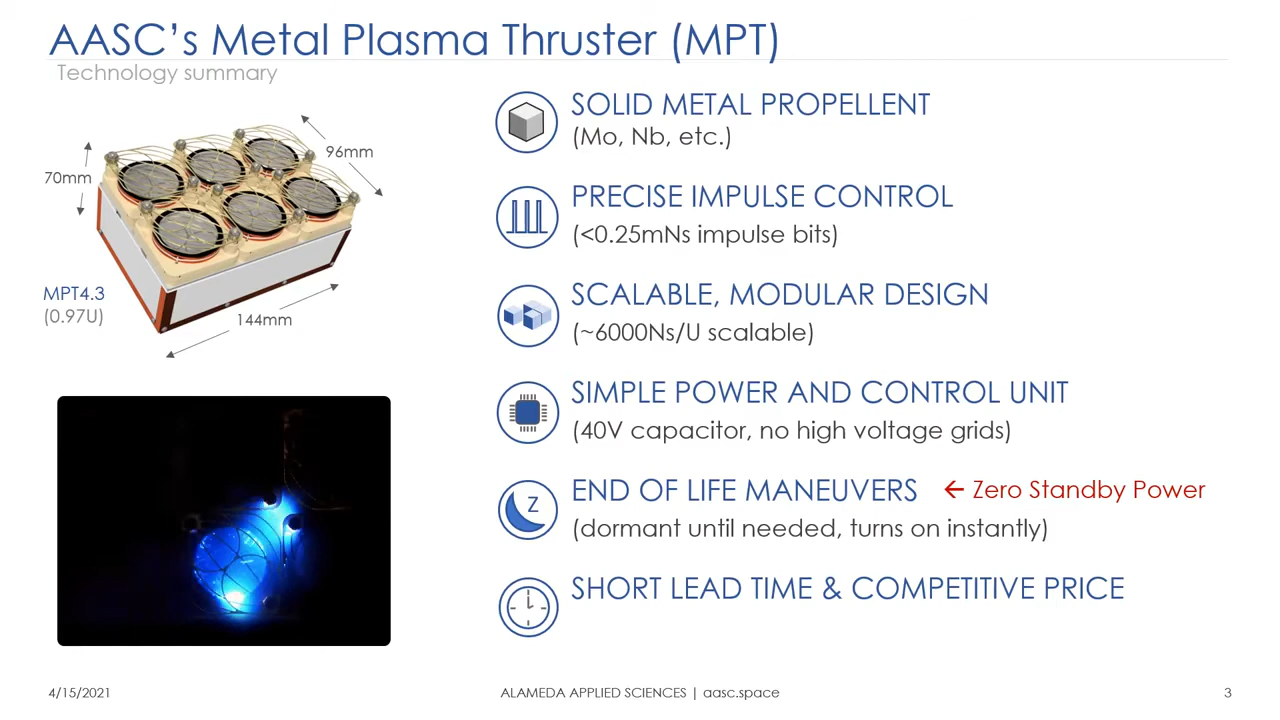 AASC’s Metal Plasma Thruster (MPT)
Technology summary
96mm
70mm
MPT4.3
(0.97U)
144mm
SOLID METAL PROPELLENT
(Mo, Nb, etc.)
PRECISE IMPULSE CONTROL
(<0.25mNs impulse bits)
SCALABLE, MODULAR DESIGN
(~6000Ns/U scalable)
SIMPLE POWER AND CONTROL UNIT
(40V capacitor, no high voltage grids)
Z
END OF LIFE MANEUVERS ← Zero Standby Power
(dormant until needed, turns on instantly)
SHORT LEAD TIME & COMPETITIVE PRICE
4/15/2021 ALAMEDA APPLIED SCIENCES | aasc.space 3